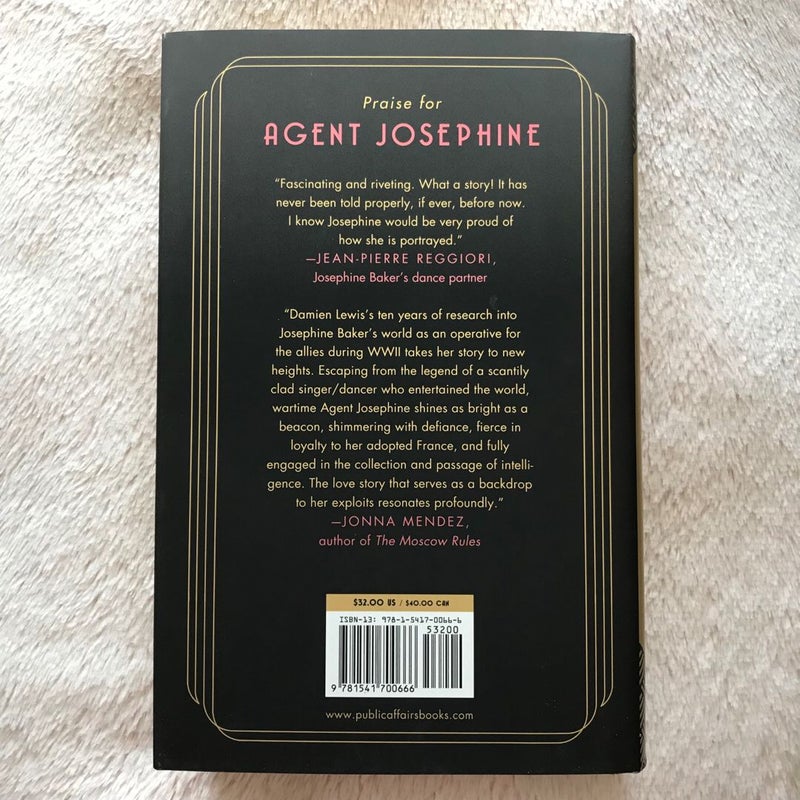 Praise for
AGENT JOSEPHINE
“Fascinating and riveting. What a story! It has
never been told properly, if ever, before now.
I know Josephine would be very proud of
how she is portrayed.”
—JEAN-PIERRE REGGIORI,
Josephine Baker’s dance partner
“Damien Lewis’s ten years of research into
Josephine Baker’s world as an operative for
the allies during WWII takes her story to new
heights. Escaping from the legend of a scantily
clad singer/dancer who entertained the world,
wartime Agent Josephine shines as bright as a
beacon, shimmering with defiance, fierce in
loyalty to her adopted France, and fully
engaged in the collection and passage of intelli-
gence. The love story that serves as a backdrop
to her exploits resonates profoundly.”
—JONNA MENDEZ,
author of The Moscow Rules
$32.00 US / $40.00 CAN
ISBN-13: 978-1-5417-0066-6
53200
9 781541 700666
www.publicaffairsbooks.com